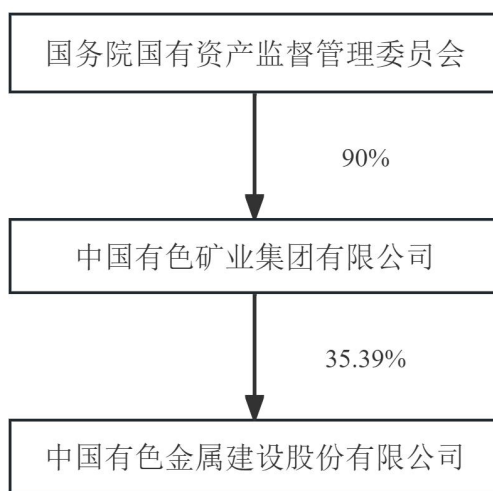 国务院国有资产监督管理委员会
90%
中国有色矿业集团有限公司
35.39%
中国有色金属建设股份有限公司